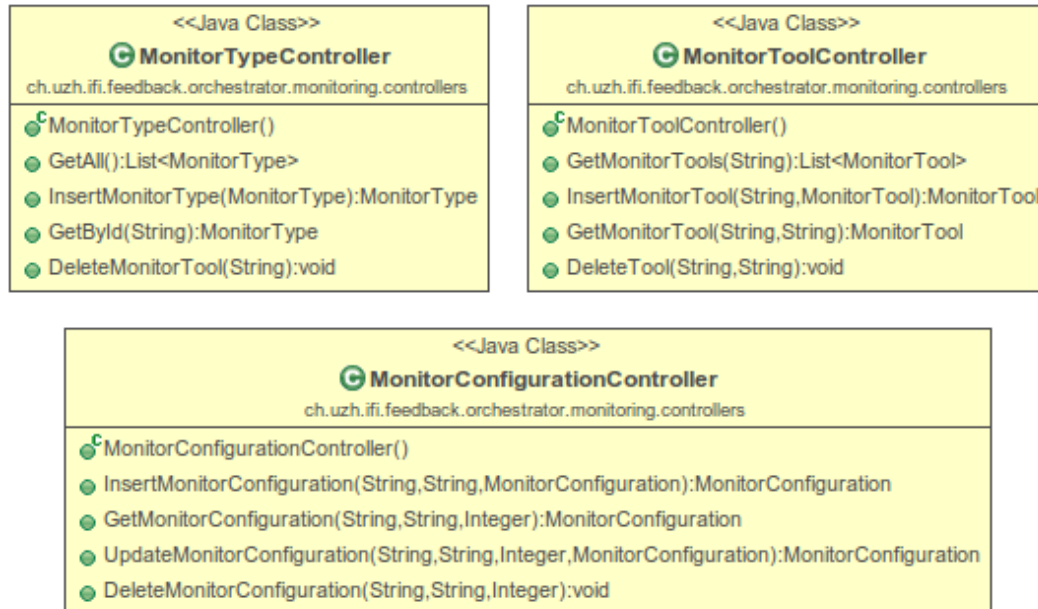 <<Java Class>>
MonitorTypeController
ch.uzh.ifi.feedback.orchestrator.monitoring.controllers
MonitorTypeController()
GetAll():List<MonitorType>
InsertMonitorType(MonitorType):MonitorType
GetById(String):MonitorType
DeleteMonitorTool(String):void
<<Java Class>>
MonitorToolController
ch.uzh.ifi.feedback.orchestrator.monitoring.controllers
MonitorToolController()
GetMonitorTools(String):List<MonitorTool>
InsertMonitorTool(String,MonitorTool):MonitorTool
GetMonitorTool(String,String):MonitorTool
DeleteTool(String,String):void
<<Java Class>>
MonitorConfigurationController
ch.uzh.ifi.feedback.orchestrator.monitoring.controllers
MonitorConfigurationController()
InsertMonitorConfiguration(String,String,MonitorConfiguration):MonitorConfiguration
GetMonitorConfiguration(String,String,Integer):MonitorConfiguration
UpdateMonitorConfiguration(String,String,Integer,MonitorConfiguration):MonitorConfiguration
DeleteMonitorConfiguration(String,String,Integer):void